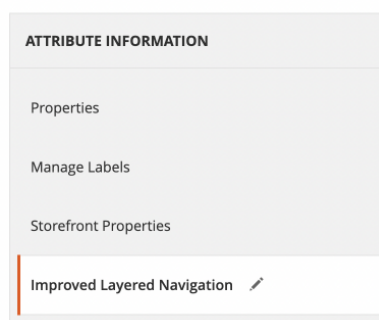 ATTRIBUTE INFORMATION
Properties
Manage Labels
Storefront Properties
Improved Layered Navigation